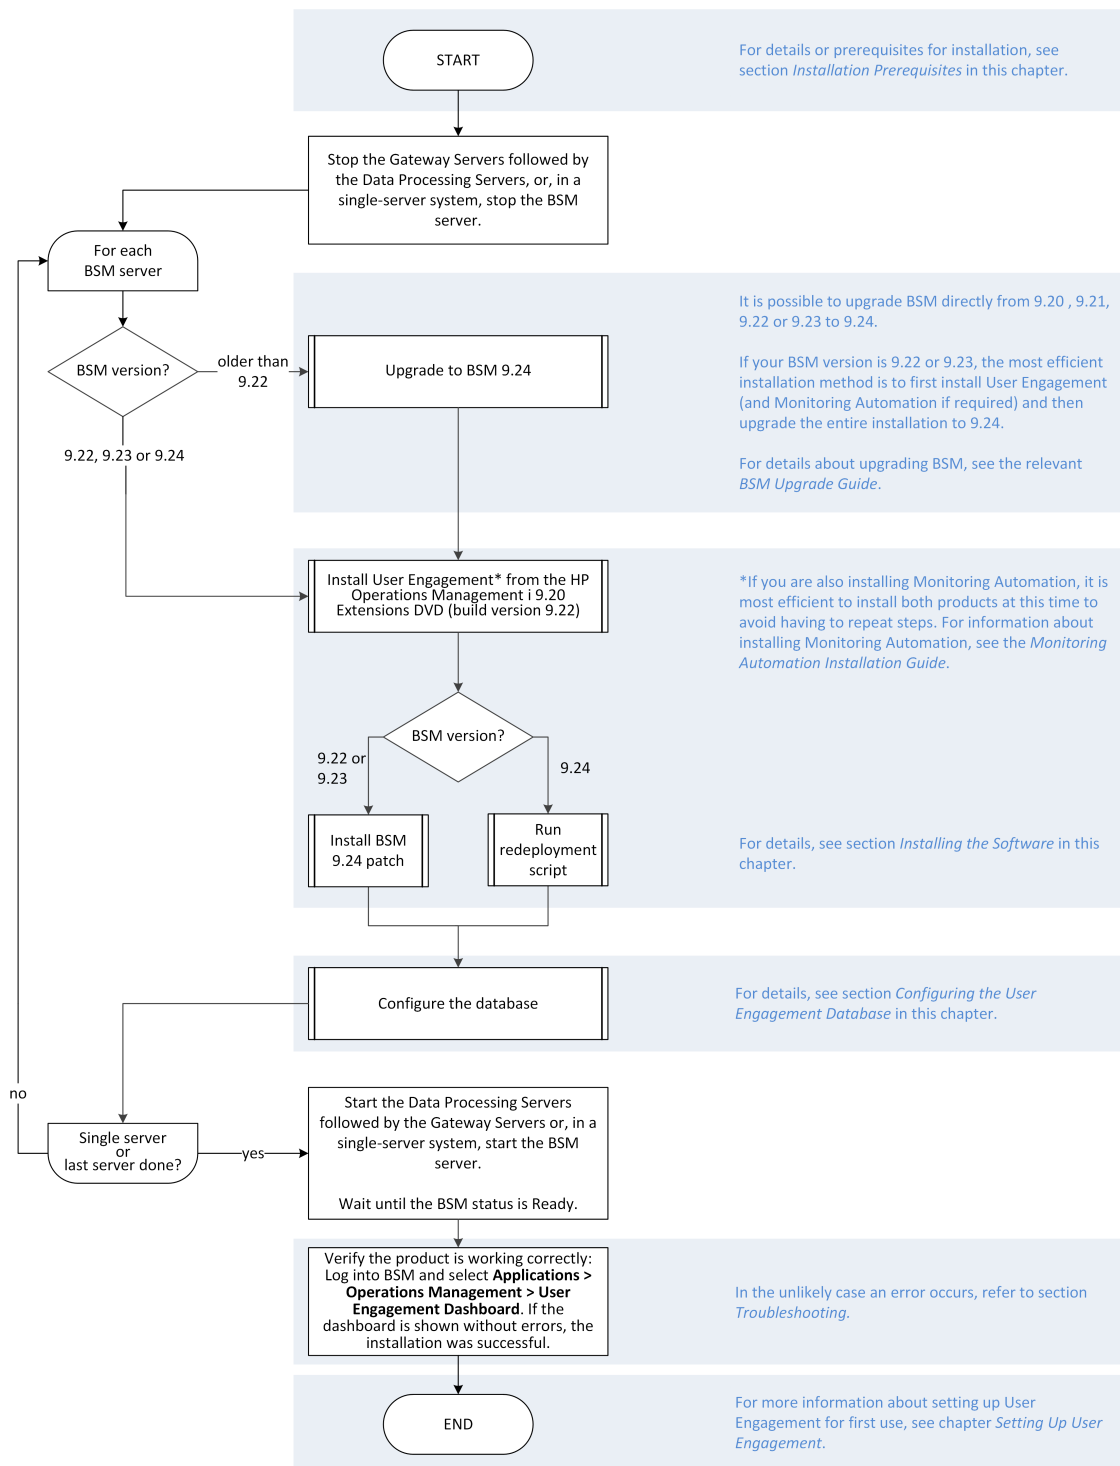 START
For details or prerequisites for installation, see
section Installation Prerequisites in this chapter.
Stop the Gateway Servers followed by
the Data Processing Servers, or, in a
single-server system, stop the BSM
server.
For each
BSM server
BSM version?
older than
9.22
Upgrade to BSM 9.24
It is possible to upgrade BSM directly from 9.20 , 9.21,
9.22 or 9.23 to 9.24.
If your BSM version is 9.22 or 9.23, the most efficient
installation method is to first install User Engagement
(and Monitoring Automation if required) and then
upgrade the entire installation to 9.24.
For details about upgrading BSM, see the relevant
BSM Upgrade Guide.
9.22, 9.23 or 9.24
Install User Engagement* from the HP
Operations Management i 9.20
Extensions DVD (build version 9.22)
*If you are also installing Monitoring Automation, it is
most efficient to install both products at this time to
avoid having to repeat steps. For information about
installing Monitoring Automation, see the Monitoring
Automation Installation Guide.
BSM version?
9.22 or
9.23
9.24
Install BSM
9.24 patch
Run
redeployment
script
For details, see section Installing the Software in this
chapter.
Configure the database
For details, see section Configuring the User
Engagement Database in this chapter.
no
Single server
or
last server done?
yes
Start the Data Processing Servers
followed by the Gateway Servers or, in a
single-server system, start the BSM
server.
Wait until the BSM status is Ready.
Verify the product is working correctly:
Log into BSM and select Applications >
Operations Management > User
Engagement Dashboard. If the
dashboard is shown without errors, the
installation was successful.
In the unlikely case an error occurs, refer to section
Troubleshooting.
END
For more information about setting up User
Engagement for first use, see chapter Setting Up User
Engagement.